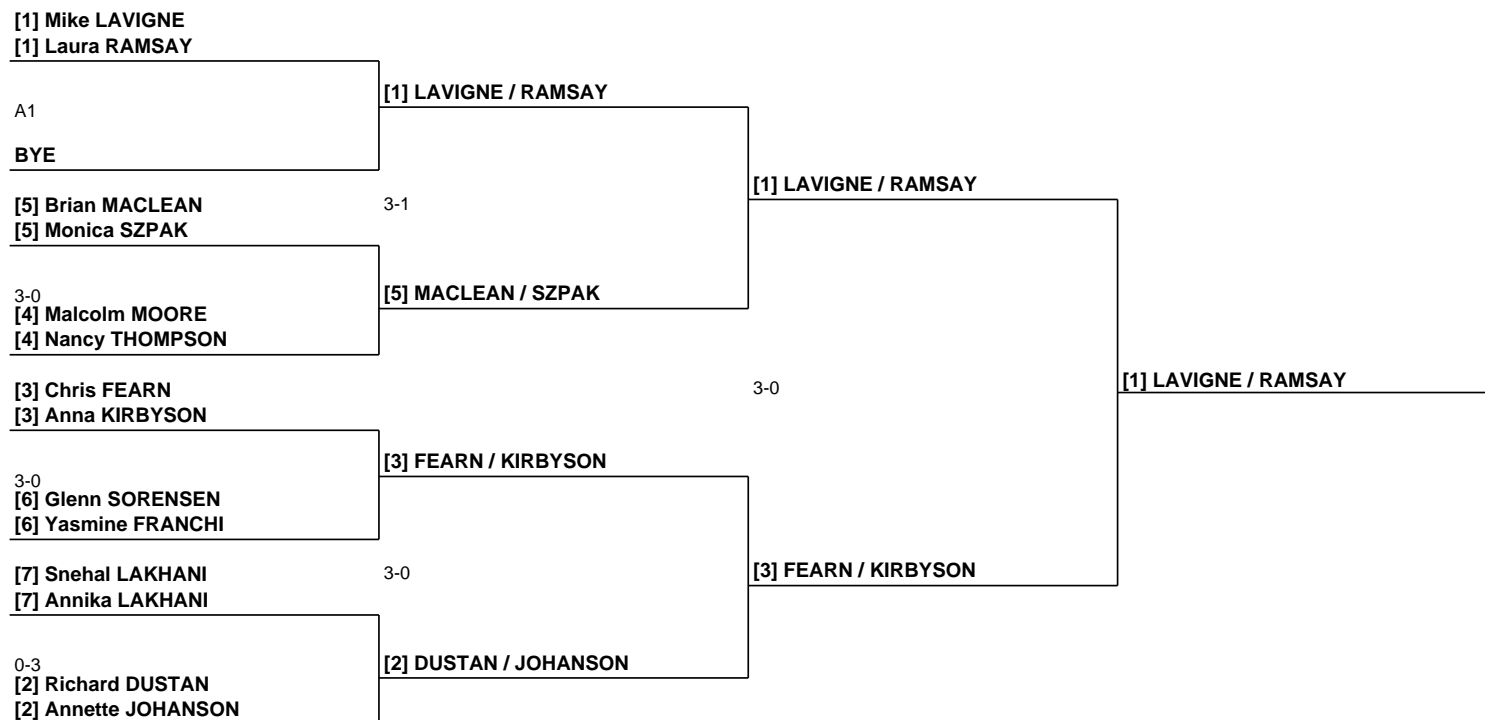 [1] Mike LAVIGNE
[1] Laura RAMSAY
[1] LAVIGNE / RAMSAY
A1
BYE
[1] LAVIGNE / RAMSAY
[5] Brian MACLEAN
3-1
[5] Monica SZPAK
3-0
[5] MACLEAN / SZPAK
[4] Malcolm MOORE
[4] Nancy THOMPSON
[3] Chris FEARN
3-0
[1] LAVIGNE / RAMSAY
[3] Anna KIRBYSON
[3] FEARN / KIRBYSON
3-0
[6] Glenn SORENSEN
[6] Yasmine FRANCHI
[7] Snehal LAKHANI
3-0
[3] FEARN / KIRBYSON
[7] Annika LAKHANI
0-3
[2] DUSTAN / JOHANSON
[2] Richard DUSTAN
[2] Annette JOHANSON